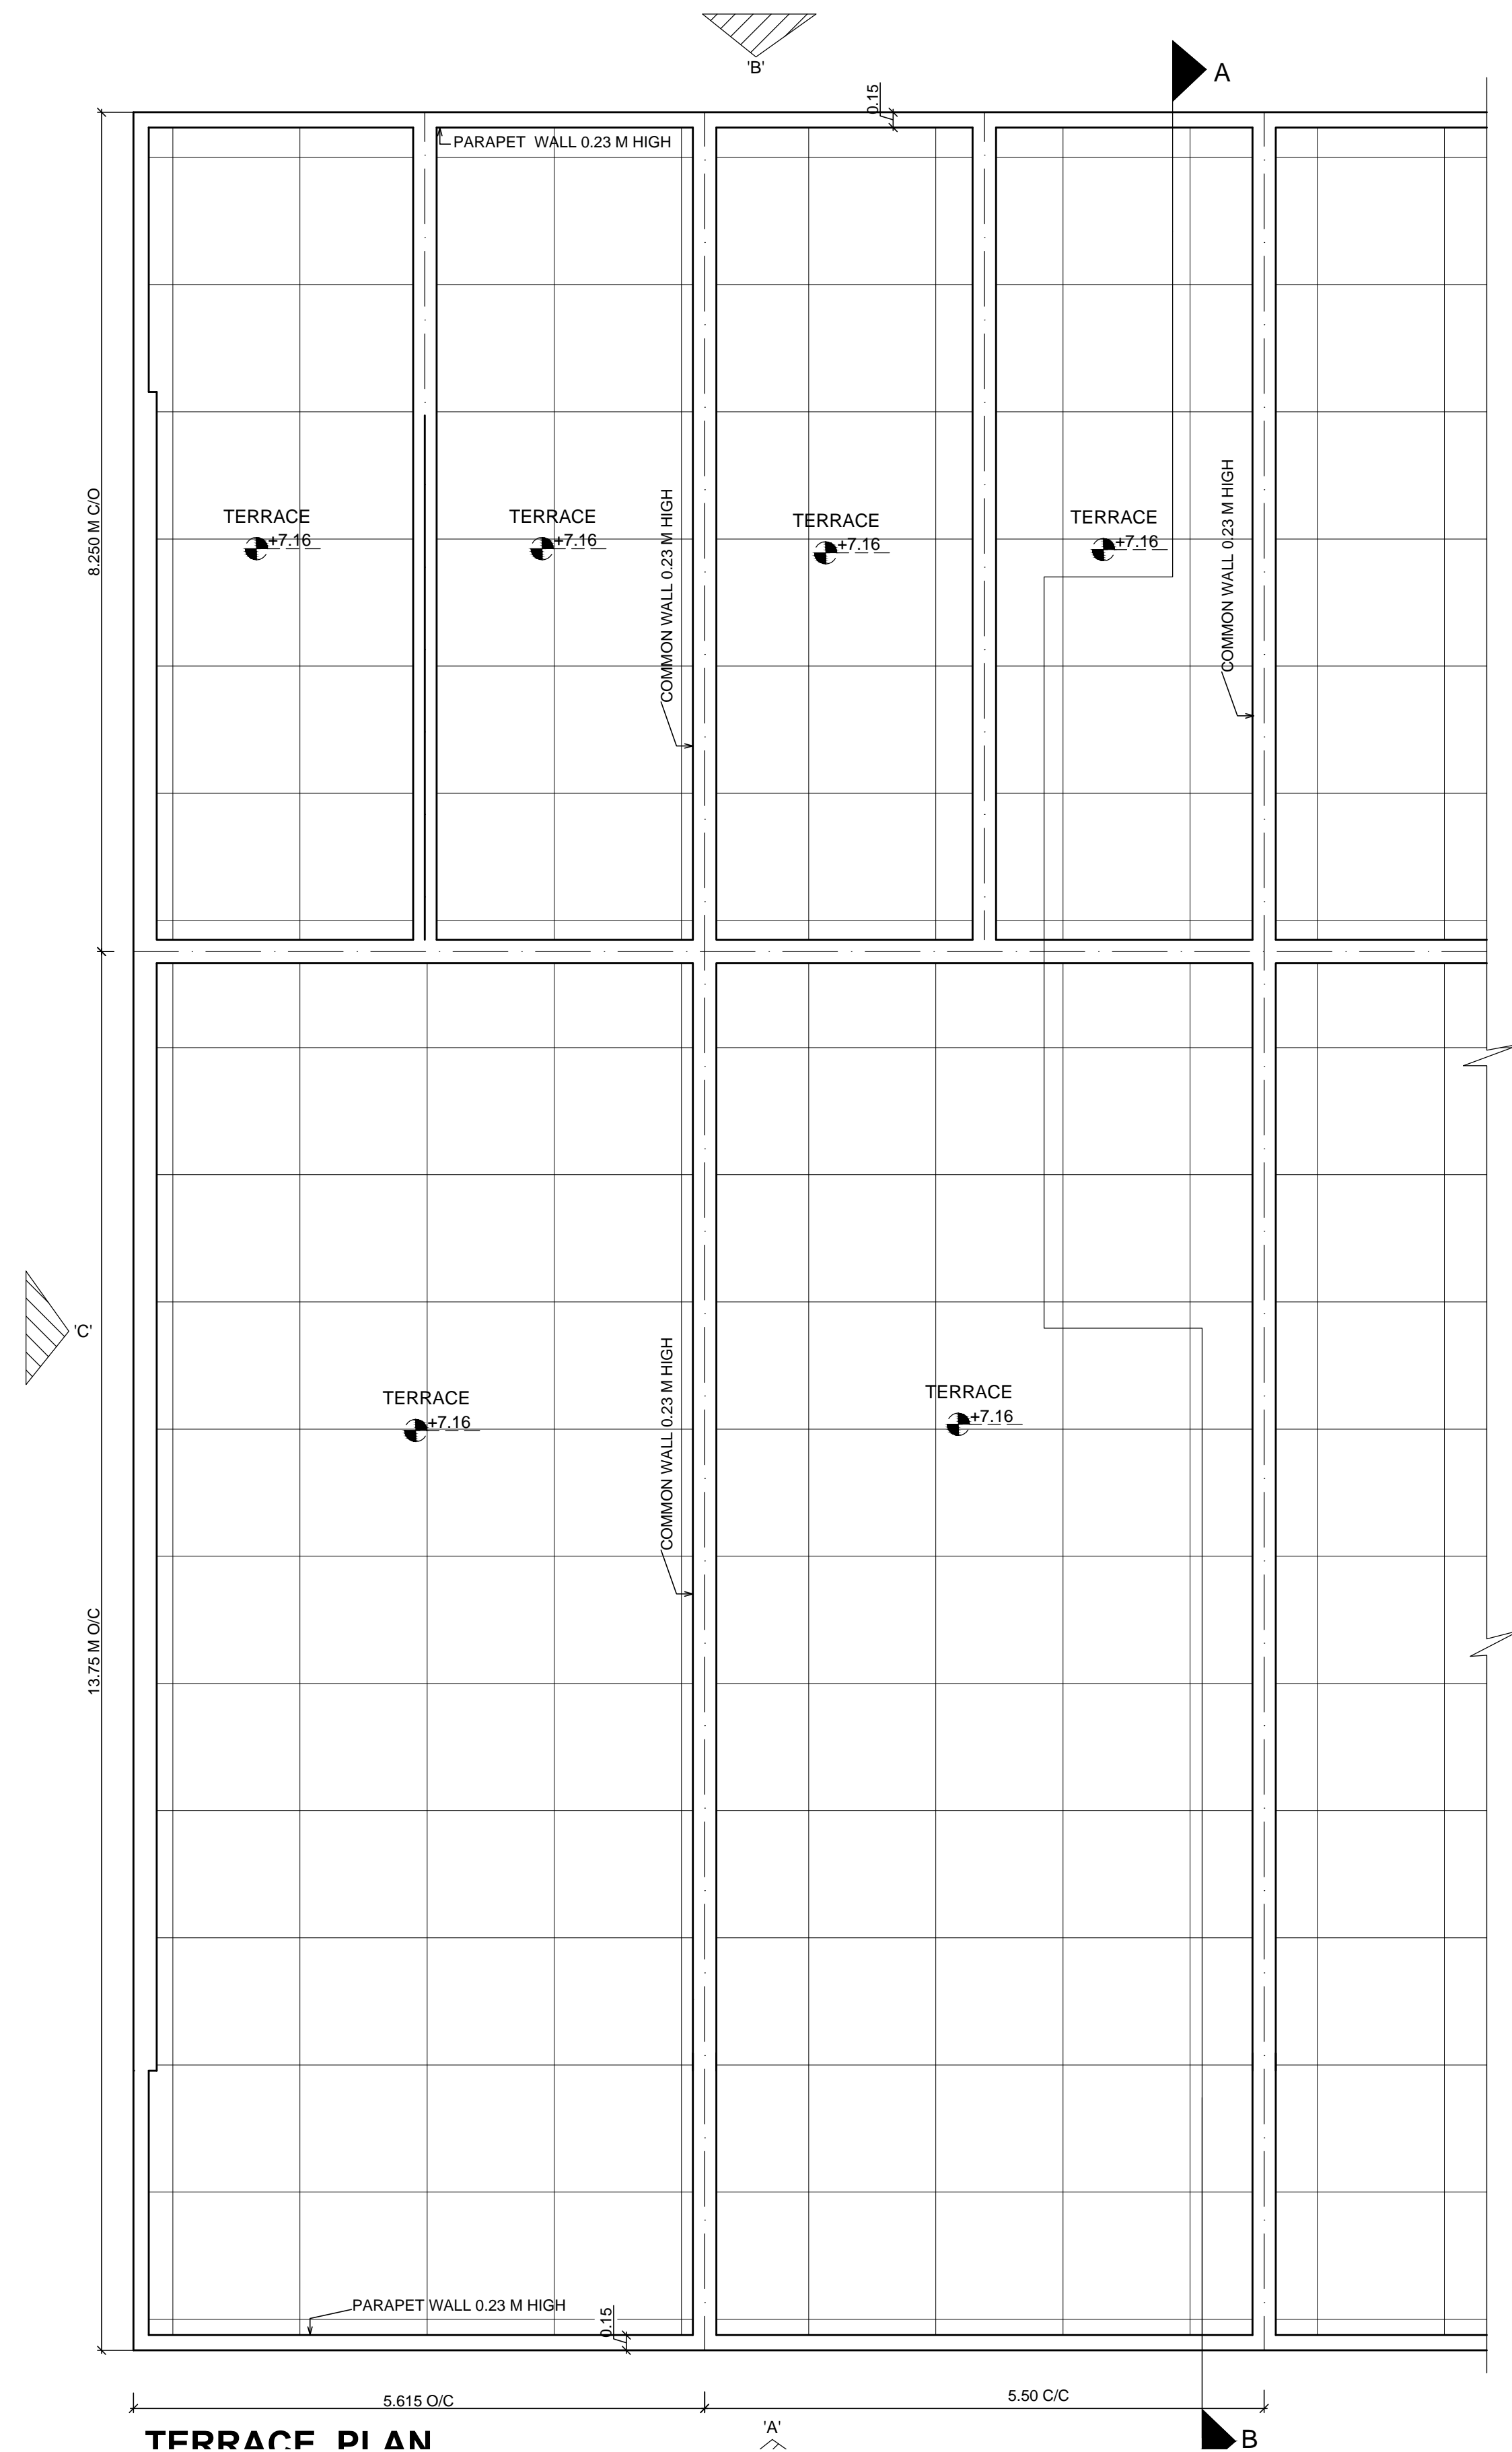 'B'
A
0.15
PARAPET WALL 0.23 M HIGH
8.250 M C/O
TERRACE
+7.16
TERRACE
+7.16
COMMON WALL 0.23 M HIGH
TERRACE
+7.16
TERRACE
+7.16
COMMON WALL 0.23 M HIGH
'C'
TERRACE
+7.16
COMMON WALL 0.23 M HIGH
TERRACE
+7.16
13.75 M O/C
PARAPET WALL 0.23 M HIGH
0.15
5.615 O/C
5.50 C/C
TERRACE PLAN
'A'
B